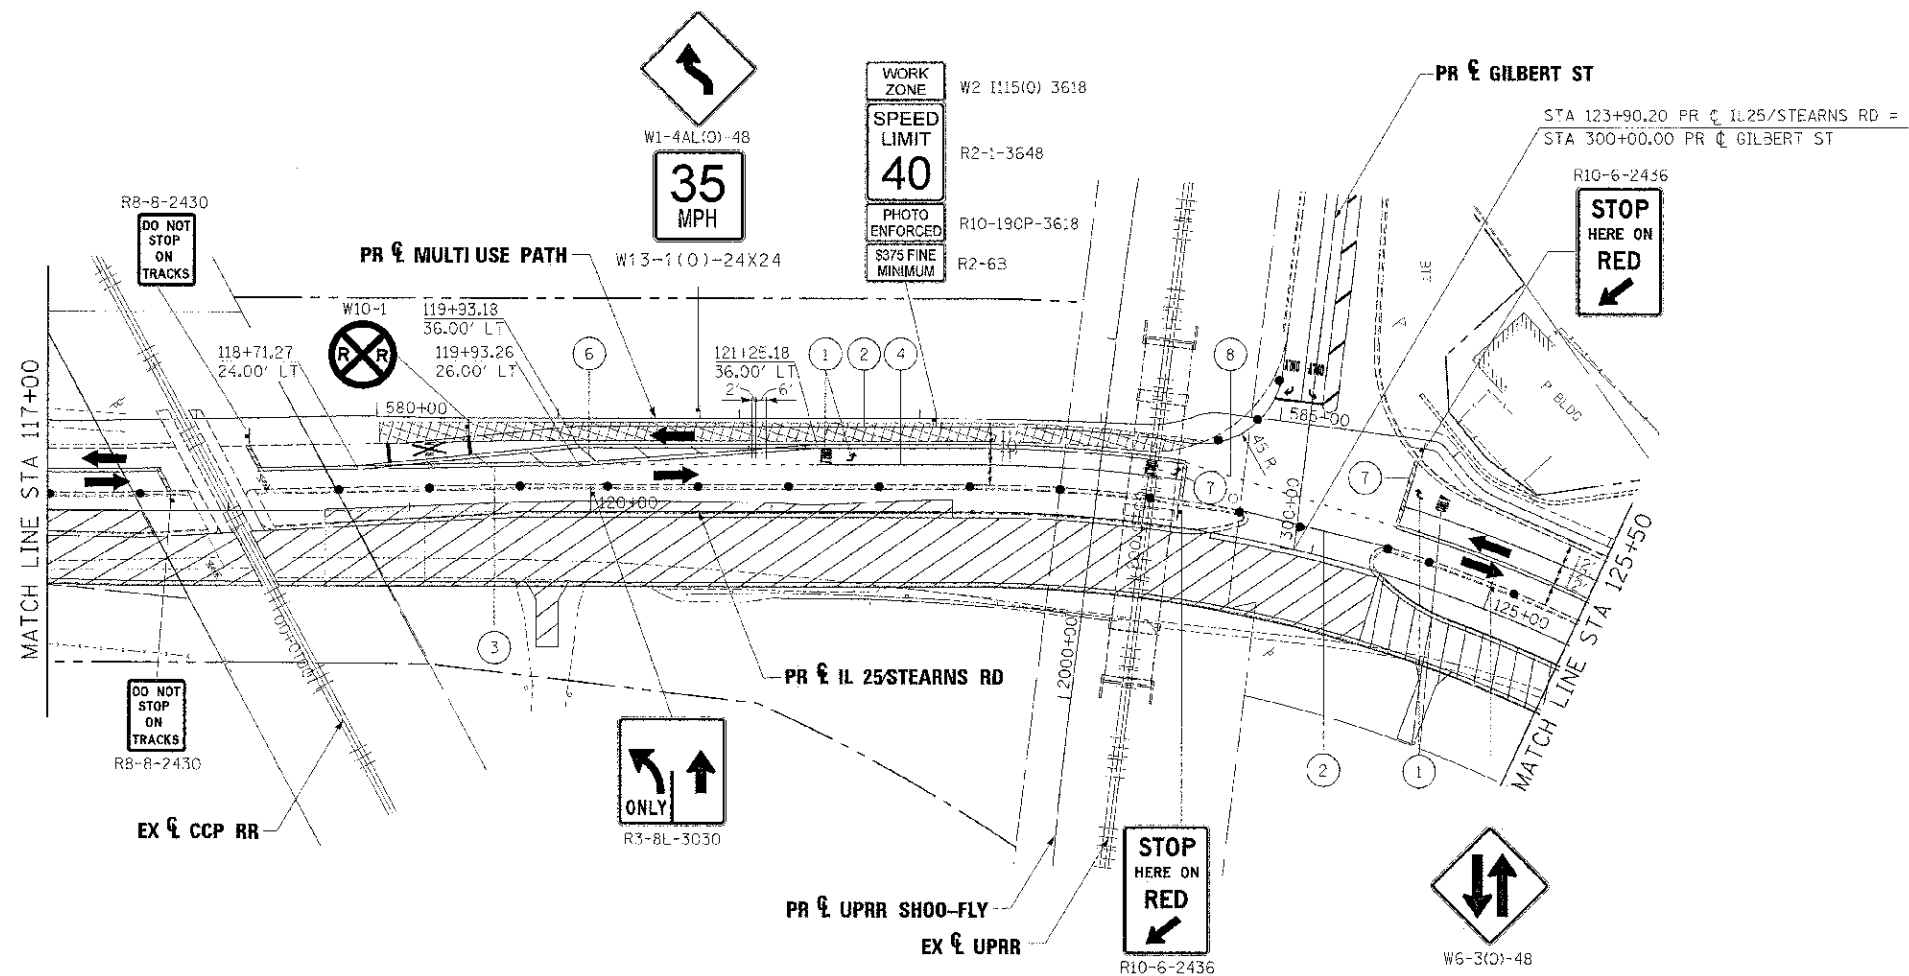 W1-4AL(O)-48
35
MPH
W13-1(O)-24X24
WORK
ZONE
SPEED
LIMIT
40
PHOTO
ENFORCED
$375 FINE
MINIMUM
W2 I115(O) 3618
R2-1-3648
R10-190P-3618
R2-63
PR ℄ GILBERT ST
STA 123+90.20 PR ℄ IL25/STEARNS RD =
STA 300+00.00 PR ℄ GILBERT ST
R10-6-2436
STOP
HERE ON
RED
R8-8-2430
DO NOT
STOP
ON
TRACKS
PR ℄ MULTI USE PATH
W10-1
R R
119+93.18
36.00' LT
119+93.26
26.00' LT
118+71.27
24.00' LT
6
121+25.18
36.00' LT
2' 6'
1
2
4
8
580+00
585+00
45 R
P BLDG
MATCH LINE STA 117+00
120+00
7
300+00
7
125+00
12'
12'
MATCH LINE STA 125+50
3
2000+00
PR ℄ IL 25/STEARNS RD
2
1
DO NOT
STOP
ON
TRACKS
R8-8-2430
EX ℄ CCP RR
ONLY
R3-8L-3030
PR ℄ UPRR SHOO-FLY
EX ℄ UPRR
STOP
HERE ON
RED
R10-6-2436
W6-3(O)-48